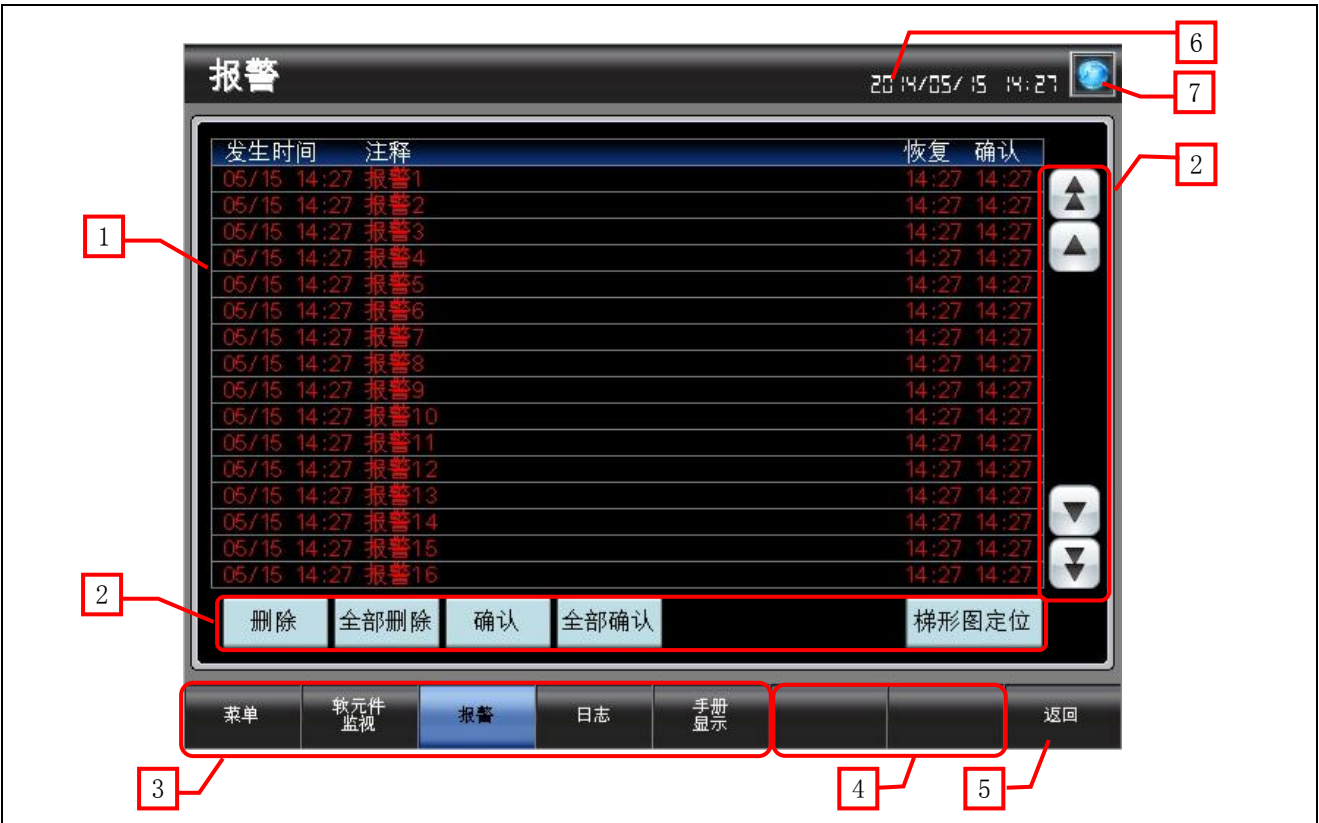 6
报警
2014/05/15 14:27
7
发生时间 注释 恢复 确认
2
05/15 14:27 报警1 14:27 14:27
05/15 14:27 报警2 14:27 14:27
1
05/15 14:27 报警3 14:27 14:27
05/15 14:27 报警4 14:27 14:27
05/15 14:27 报警5 14:27 14:27
05/15 14:27 报警6 14:27 14:27
05/15 14:27 报警7 14:27 14:27
05/15 14:27 报警8 14:27 14:27
05/15 14:27 报警9 14:27 14:27
05/15 14:27 报警10 14:27 14:27
05/15 14:27 报警11 14:27 14:27
05/15 14:27 报警12 14:27 14:27
05/15 14:27 报警13 14:27 14:27
05/15 14:27 报警14 14:27 14:27
05/15 14:27 报警15 14:27 14:27
05/15 14:27 报警16 14:27 14:27
2
删除 全部删除 确认 全部确认 梯形图定位
菜单 软元件
监视 报警 日志 手册
显示 返回
3 4 5